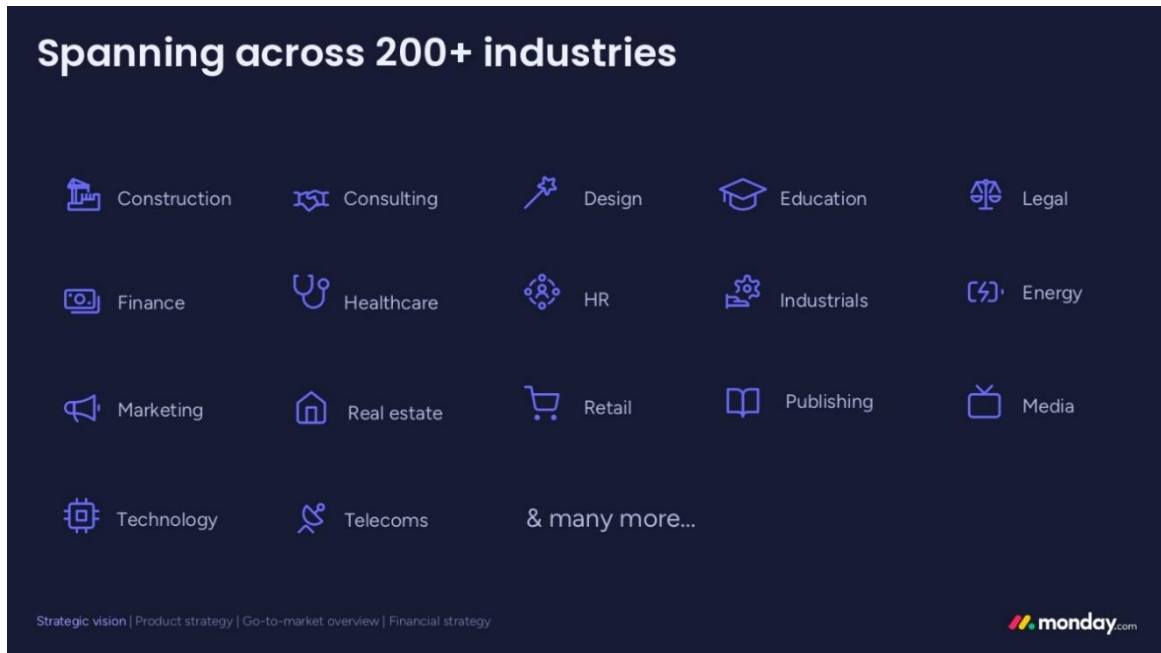 Spanning across 200+ industries
Construction
Consulting
Design
Education
Legal
Finance
Healthcare
HR
Industrials
Energy
Marketing
Real estate
Retail
Publishing
Media
Technology
Telecoms
& many more...
Strategic vision | Product strategy | Go-to-market overview | Financial strategy
monday.com